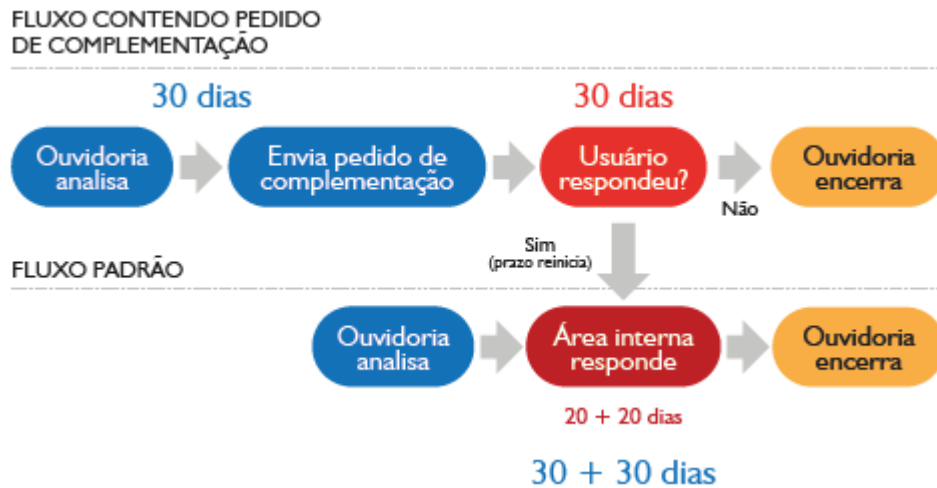 FLUXO CONTENDO PEDIDO
DE COMPLEMENTAÇÃO
30 dias
30 dias
Ouvidoria
analisa
Envia pedido de
complementação
Usuário
respondeu?
Não
Ouvidoria
encerra
Sim
(prazo reinicia)
FLUXO PADRÃO
Ouvidoria
analisa
Área interna
responde
Ouvidoria
encerra
20 + 20 dias
30 + 30 dias